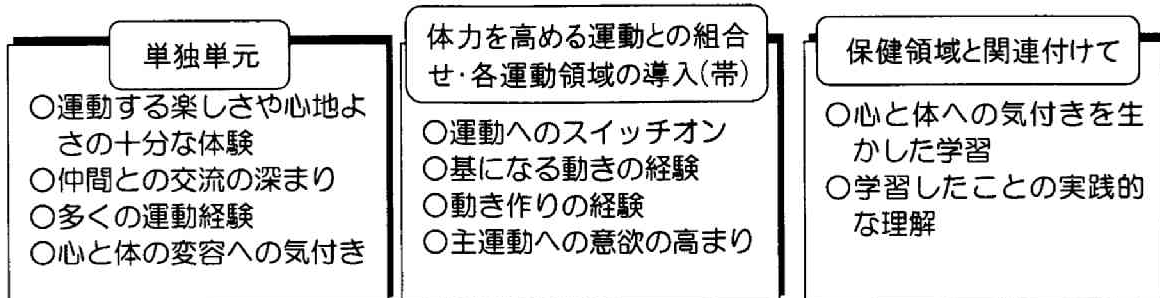 単独単元
○運動する楽しさや心地よ
さの十分な体験
○仲間との交流の深まり
○多くの運動経験
○心と体の変容への気付き
体力を高める運動との組合
せ・各運動領域の導入(帯)
○運動へのスイッチオン
○基になる動きの経験
○動き作りの経験
○主運動への意欲の高まり
保健領域と関連付けて
○心と体への気付きを生
かした学習
○学習したことの実践的
な理解